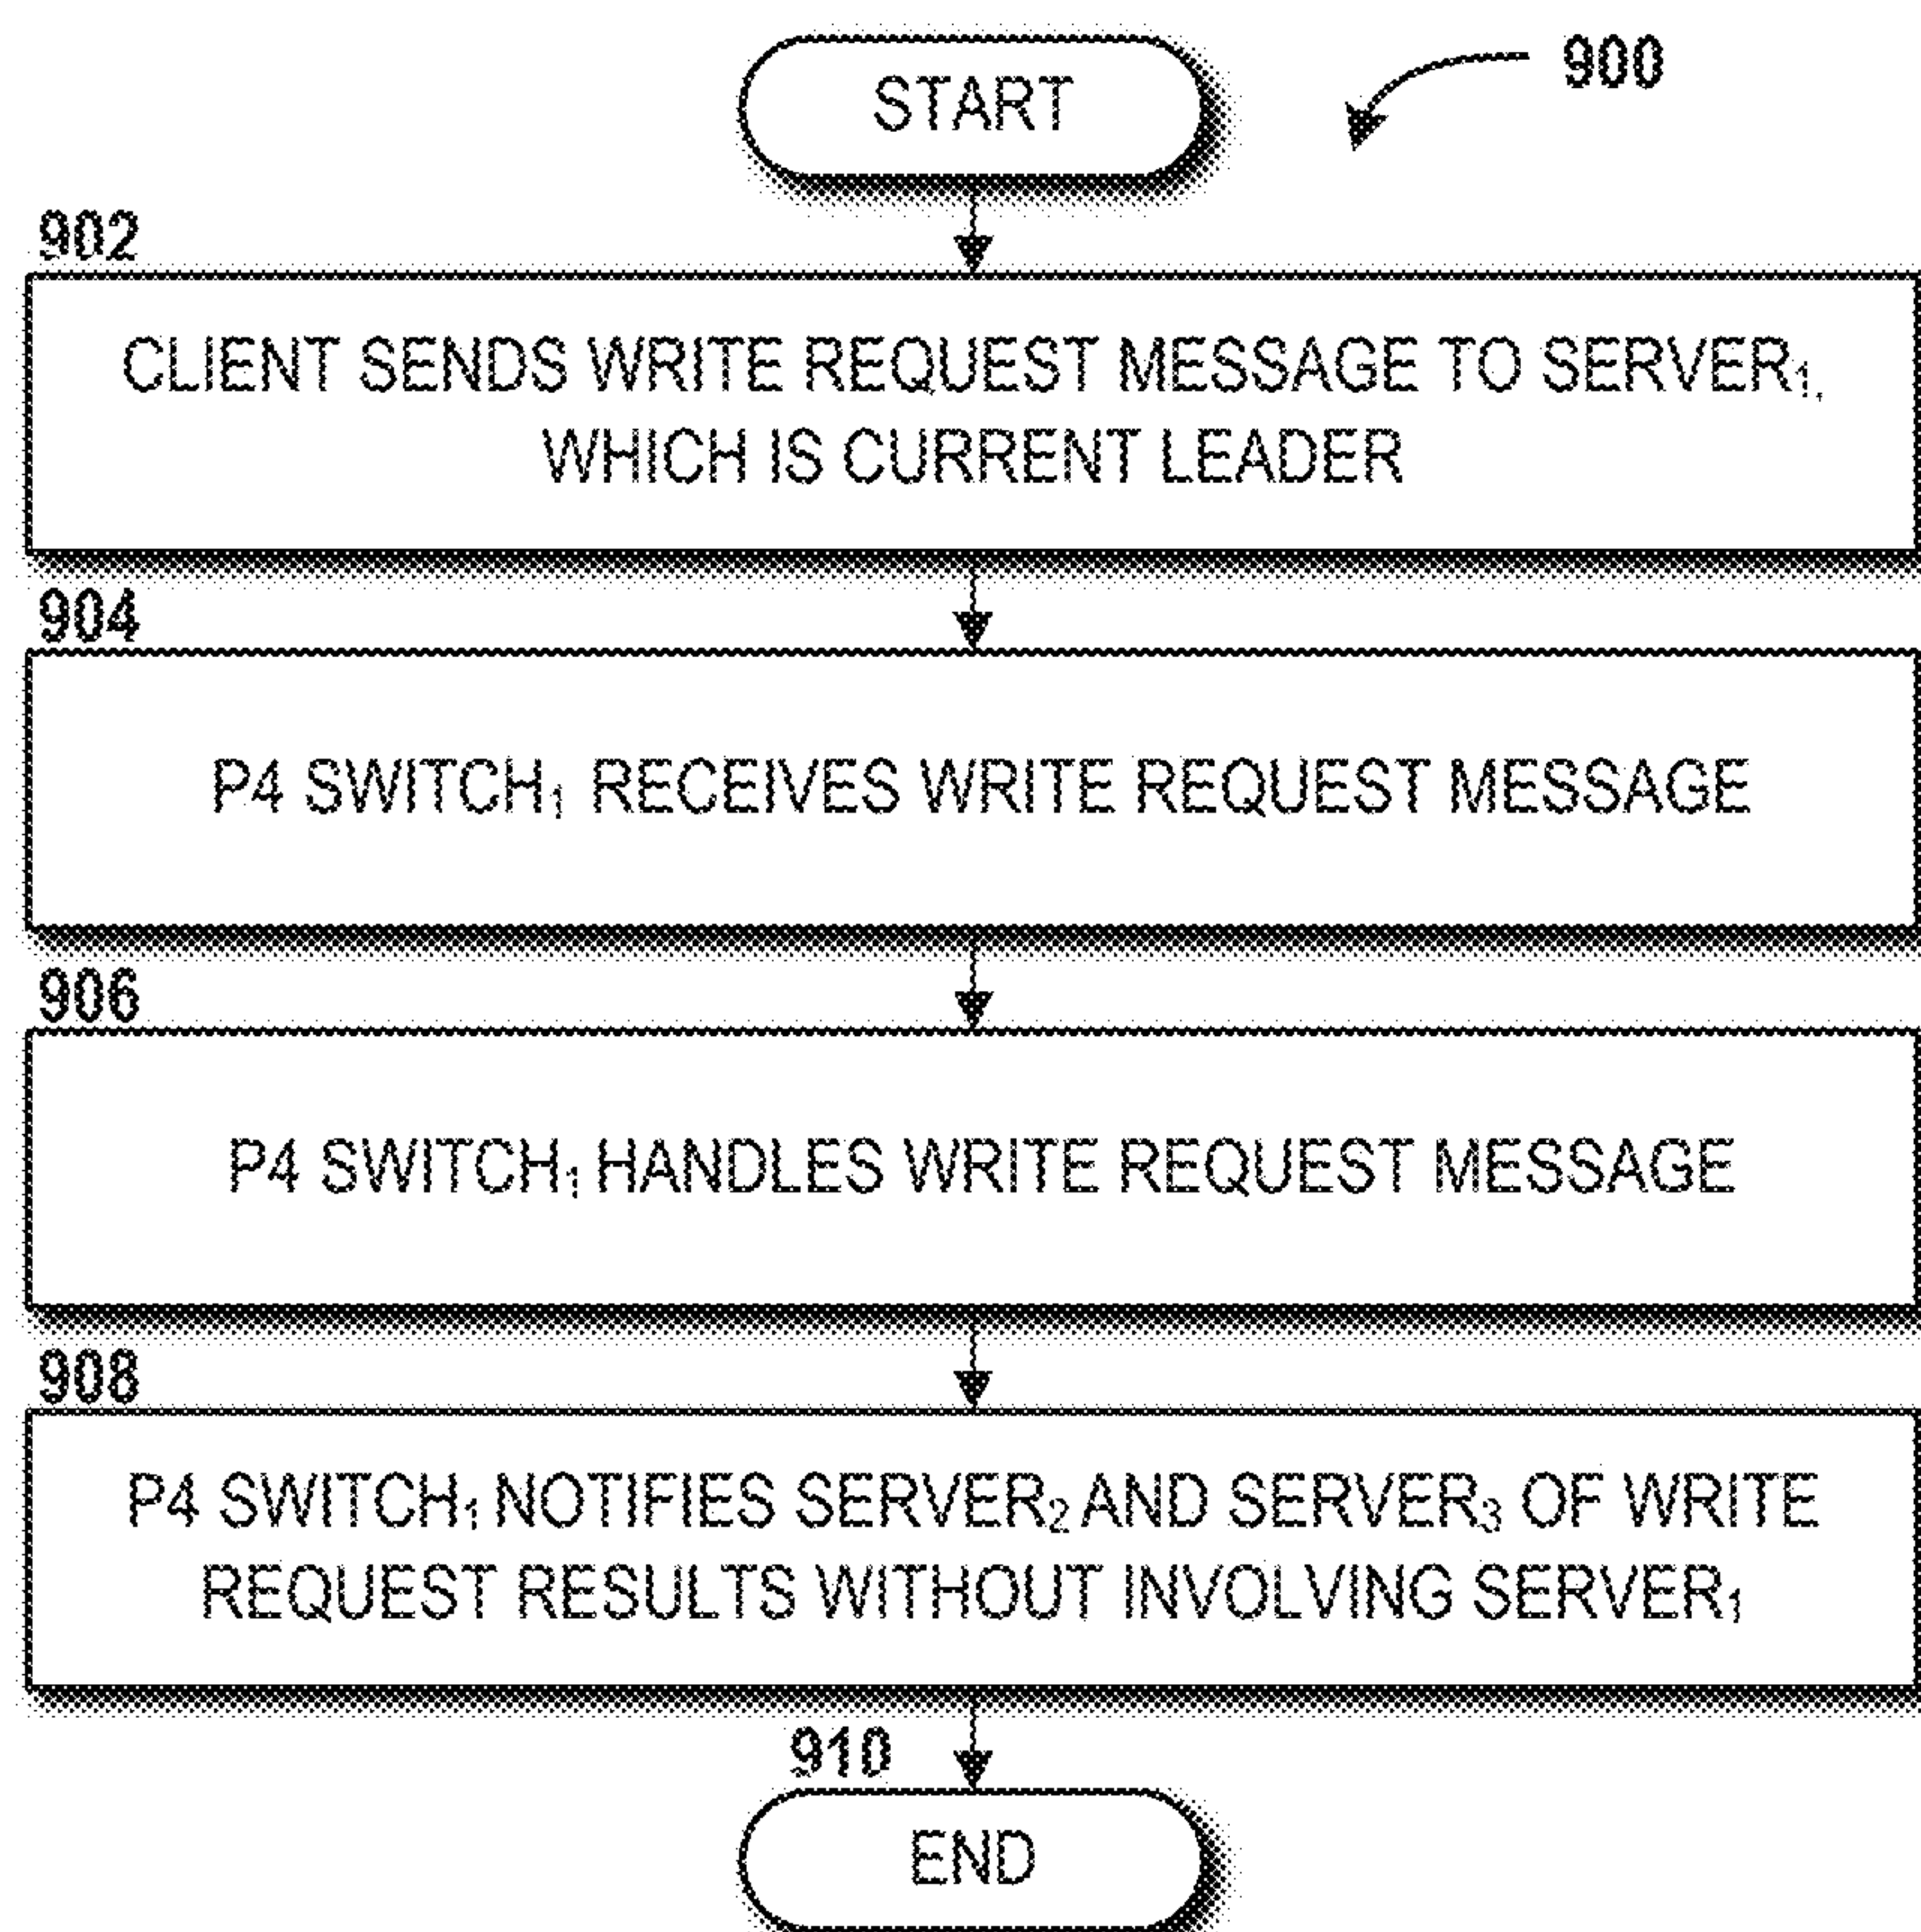 START
900
902
CLIENT SENDS WRITE REQUEST MESSAGE TO SERVER₁,
WHICH IS CURRENT LEADER
904
P4 SWITCH₁ RECEIVES WRITE REQUEST MESSAGE
906
P4 SWITCH₁ HANDLES WRITE REQUEST MESSAGE
908
P4 SWITCH₁ NOTIFIES SERVER₂ AND SERVER₃ OF WRITE
REQUEST RESULTS WITHOUT INVOLVING SERVER₁
910
END